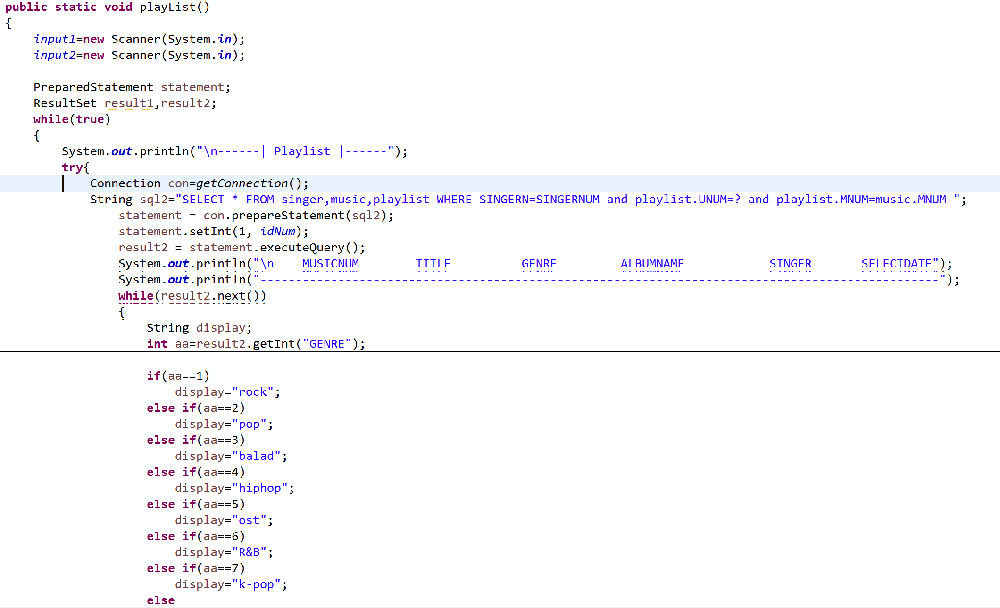 public static void playList()
{
    input1=new Scanner(System.in);
    input2=new Scanner(System.in);

    PreparedStatement statement;
    ResultSet result1,result2;
    while(true)
    {
        System.out.println("\n------| Playlist |------");
        try{
            Connection con=getConnection();
            String sql2="SELECT * FROM singer,music,playlist WHERE SINGERN=SINGERNUM and playlist.UNUM=? and playlist.MNUM=music.MNUM ";
                statement = con.prepareStatement(sql2);
                statement.setInt(1, idNum);
                result2 = statement.executeQuery();
                System.out.println("\n    MUSICNUM        TITLE          GENRE         ALBUMNAME            SINGER       SELECTDATE");
                System.out.println("------------------------------------------------------------------------------------------------");
                while(result2.next())
                {
                    String display;
                    int aa=result2.getInt("GENRE");

                    if(aa==1)
                        display="rock";
                    else if(aa==2)
                        display="pop";
                    else if(aa==3)
                        display="balad";
                    else if(aa==4)
                        display="hiphop";
                    else if(aa==5)
                        display="ost";
                    else if(aa==6)
                        display="R&B";
                    else if(aa==7)
                        display="k-pop";
                    else